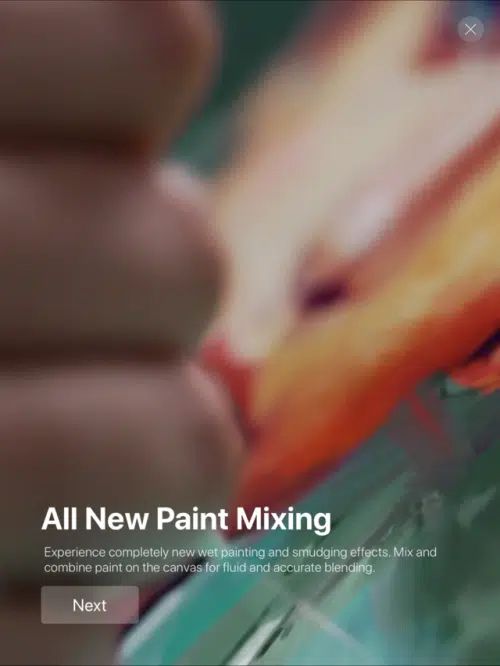 All New Paint Mixing
Experience completely new wet painting and smudging effects. Mix and
combine paint on the canvas for fluid and accurate blending.
Next